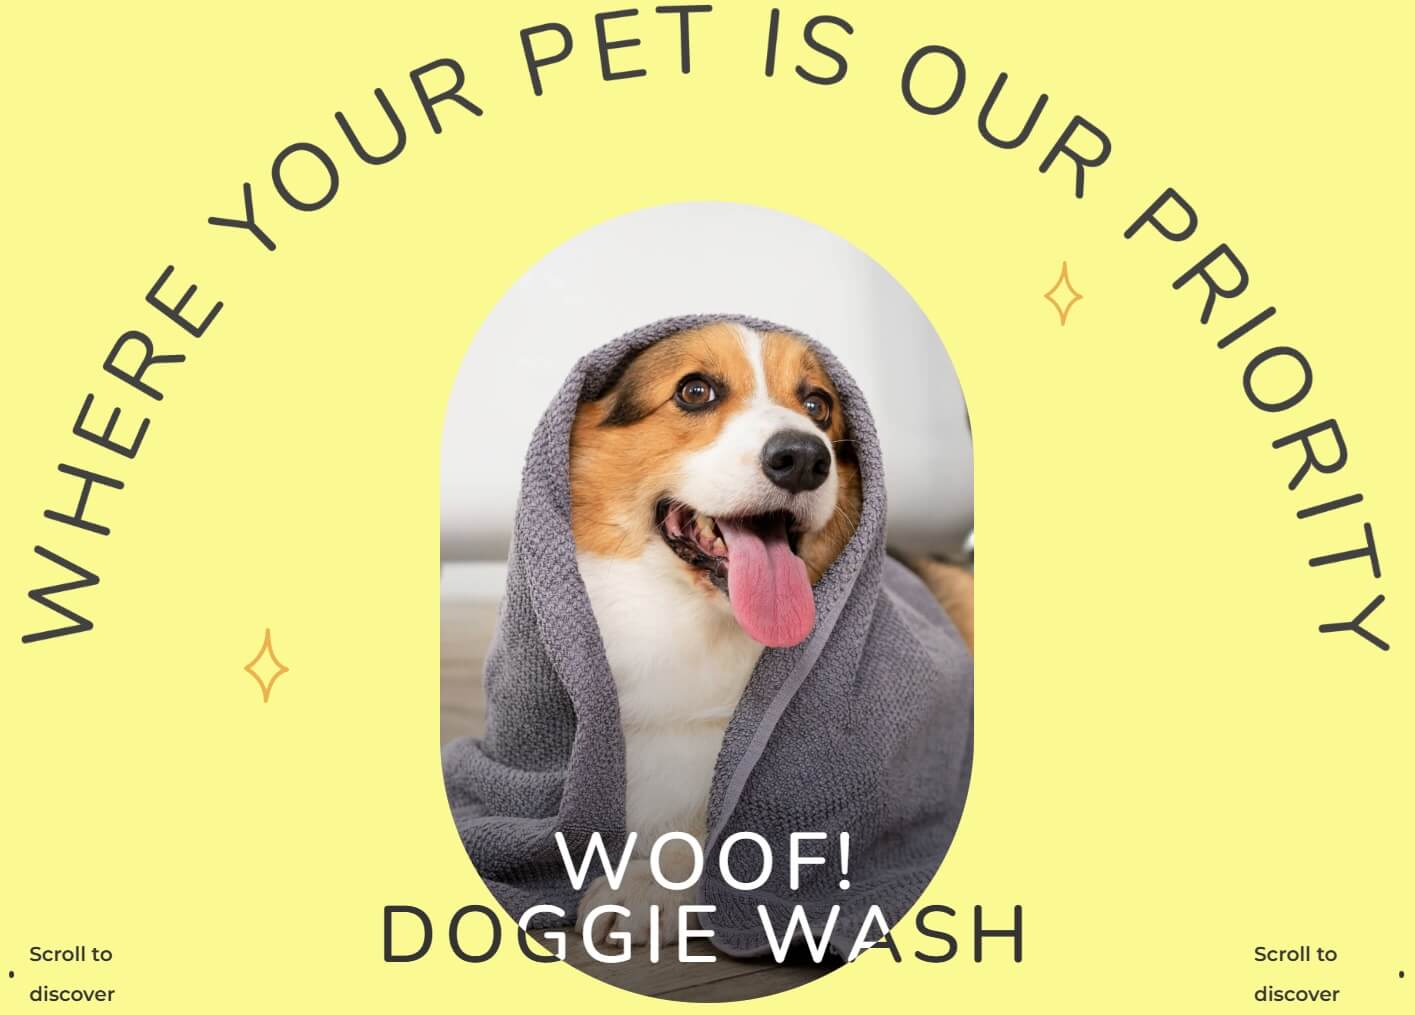 WHERE YOUR PET IS OUR PRIORITY
WOOF!
DOGGIE WASH
Scroll to
discover
Scroll to
discover